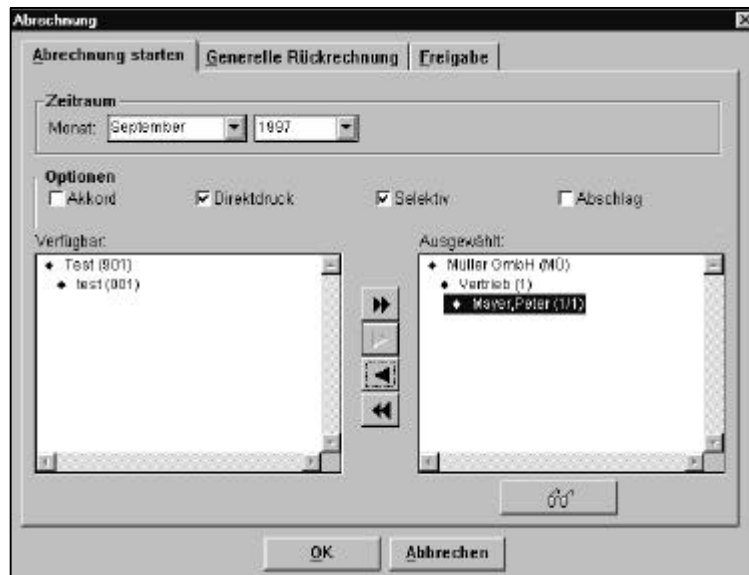 Abrechnung
Abrechnung starten Generelle Rückrechnung Freigabe
Zeitraum
Monat: September 1997
Optionen
Akkord Direktdruck Selektiv Abschlag
Verfügbar: Ausgewählt:
Test (901) Müller GmbH (MÜ)
test (001) Vertrieb (1)
Mayer,Peter (1/1)
OK Abbrechen